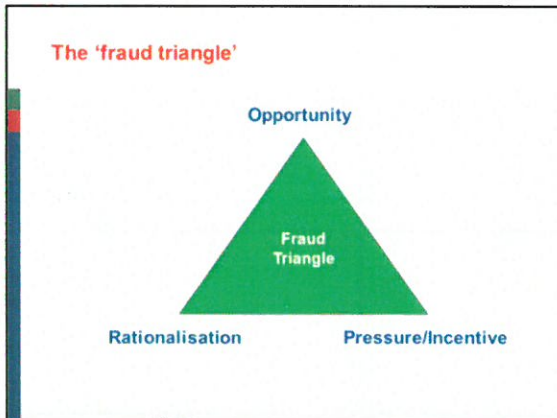 The ‘fraud triangle’
Opportunity
Fraud
Triangle
Rationalisation
Pressure/Incentive